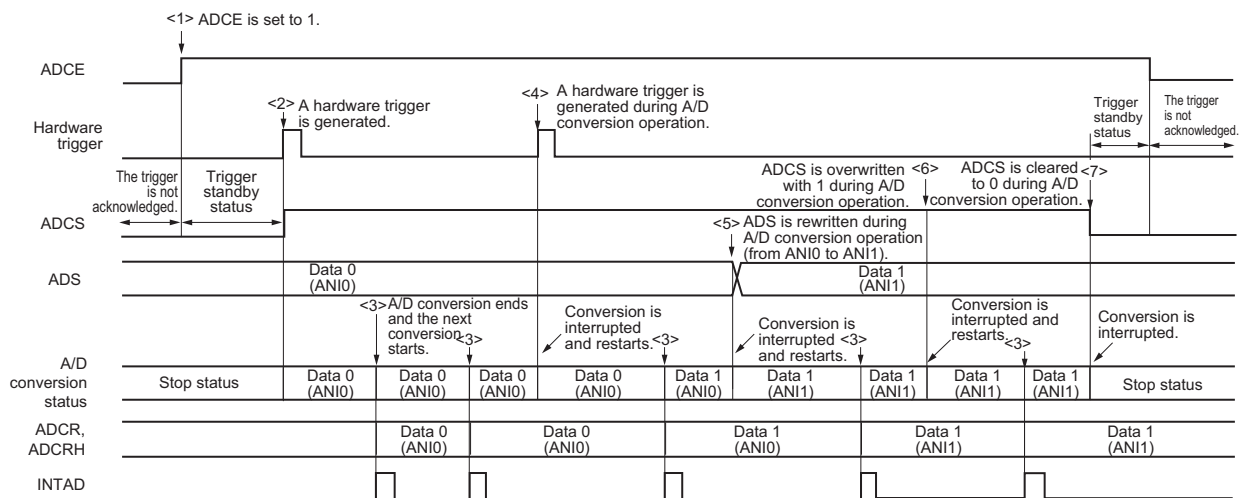 <1> ADCE is set to 1.
ADCE
<2> A hardware trigger
is generated.
<4> A hardware trigger is
generated during A/D
conversion operation.
Trigger
standby
status
The trigger
is not
acknowledged.
Hardware
trigger
The trigger
is not
acknowledged.
Trigger
standby
status
ADCS is overwritten <6>
with 1 during A/D
conversion operation.
ADCS is cleared
to 0 during A/D <7>
conversion operation.
ADCS
<5> ADS is rewritten during
A/D conversion operation
(from ANI0 to ANI1).
ADS
Data 0
(ANI0)
Data 1
(ANI1)
<3> A/D conversion ends
and the next
conversion
starts. <3>
Conversion is
interrupted
and restarts. <3>
Conversion is
interrupted <3>
and restarts.
Conversion is
interrupted and
restarts. <3>
Conversion is
interrupted.
A/D
conversion
status
Stop status
Data 0
(ANI0)
Data 0
(ANI0)
Data 0
(ANI0)
Data 0
(ANI0)
Data 1
(ANI0)
Data 1
(ANI1)
Data 1
(ANI1)
Data 1
(ANI1)
Data 1
(ANI1)
Stop status
ADCR,
ADCRH
Data 0
(ANI0)
Data 0
(ANI0)
Data 1
(ANI0)
Data 1
(ANI1)
Data 1
(ANI1)
INTAD